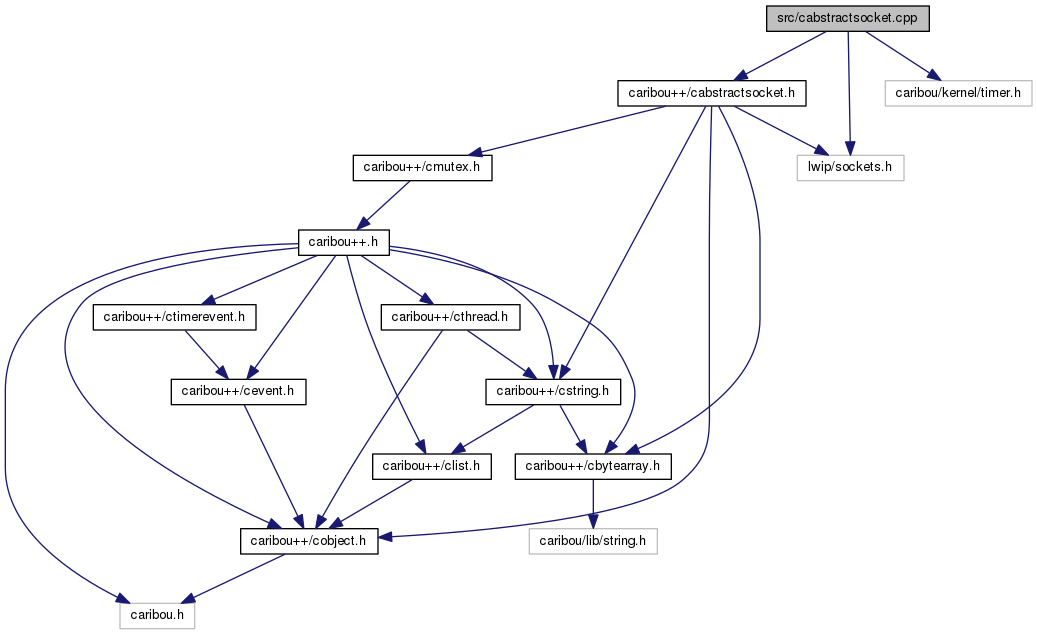 src/cabstractsocket.cpp
caribou++/cabstractsocket.h
caribou/kernel/timer.h
caribou++/cmutex.h
lwip/sockets.h
caribou++.h
caribou++/ctimerevent.h
caribou++/cthread.h
caribou++/cevent.h
caribou++/cstring.h
caribou++/clist.h
caribou++/cbytearray.h
caribou++/cobject.h
caribou/lib/string.h
caribou.h